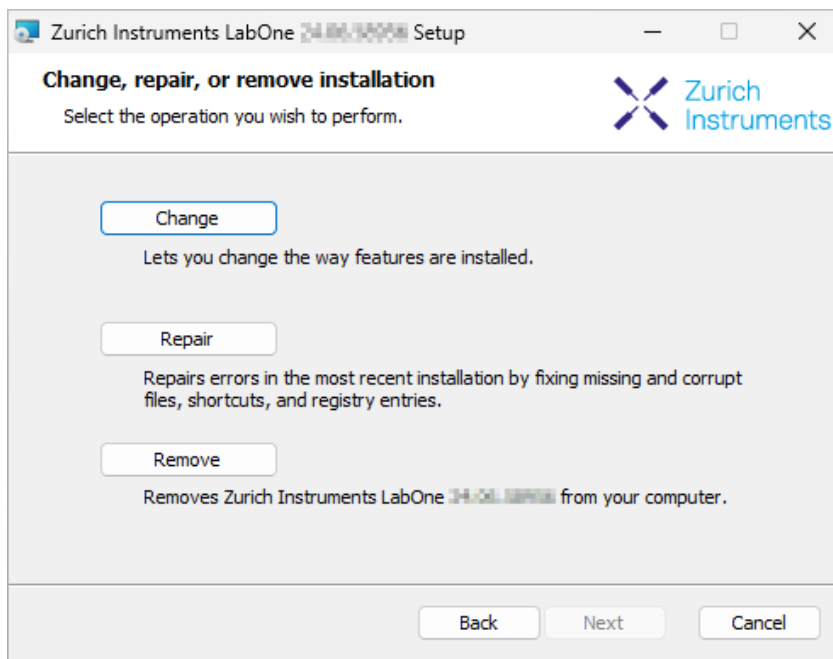 Zurich Instruments LabOne Setup
Change, repair, or remove installation
Select the operation you wish to perform.
Zurich
Instruments
Change
Lets you change the way features are installed.
Repair
Repairs errors in the most recent installation by fixing missing and corrupt
files, shortcuts, and registry entries.
Remove
Removes Zurich Instruments LabOne from your computer.
Back
Next
Cancel